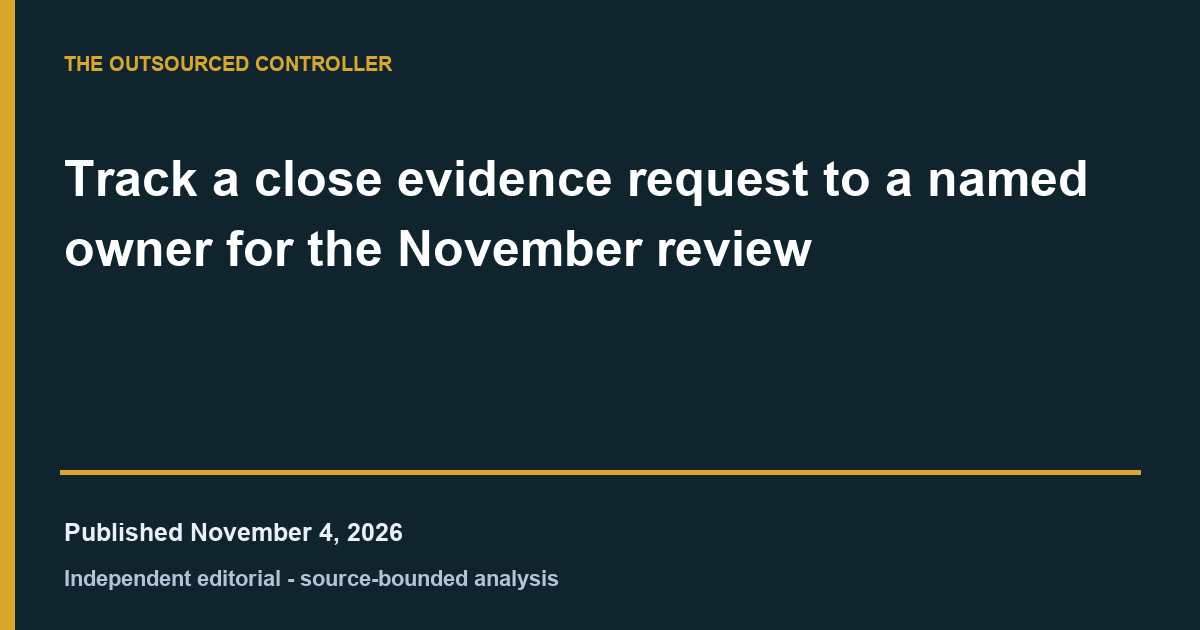 THE OUTSOURCED CONTROLLER
Track a close evidence request to a named
owner for the November review
Published November 4, 2026
Independent editorial - source-bounded analysis